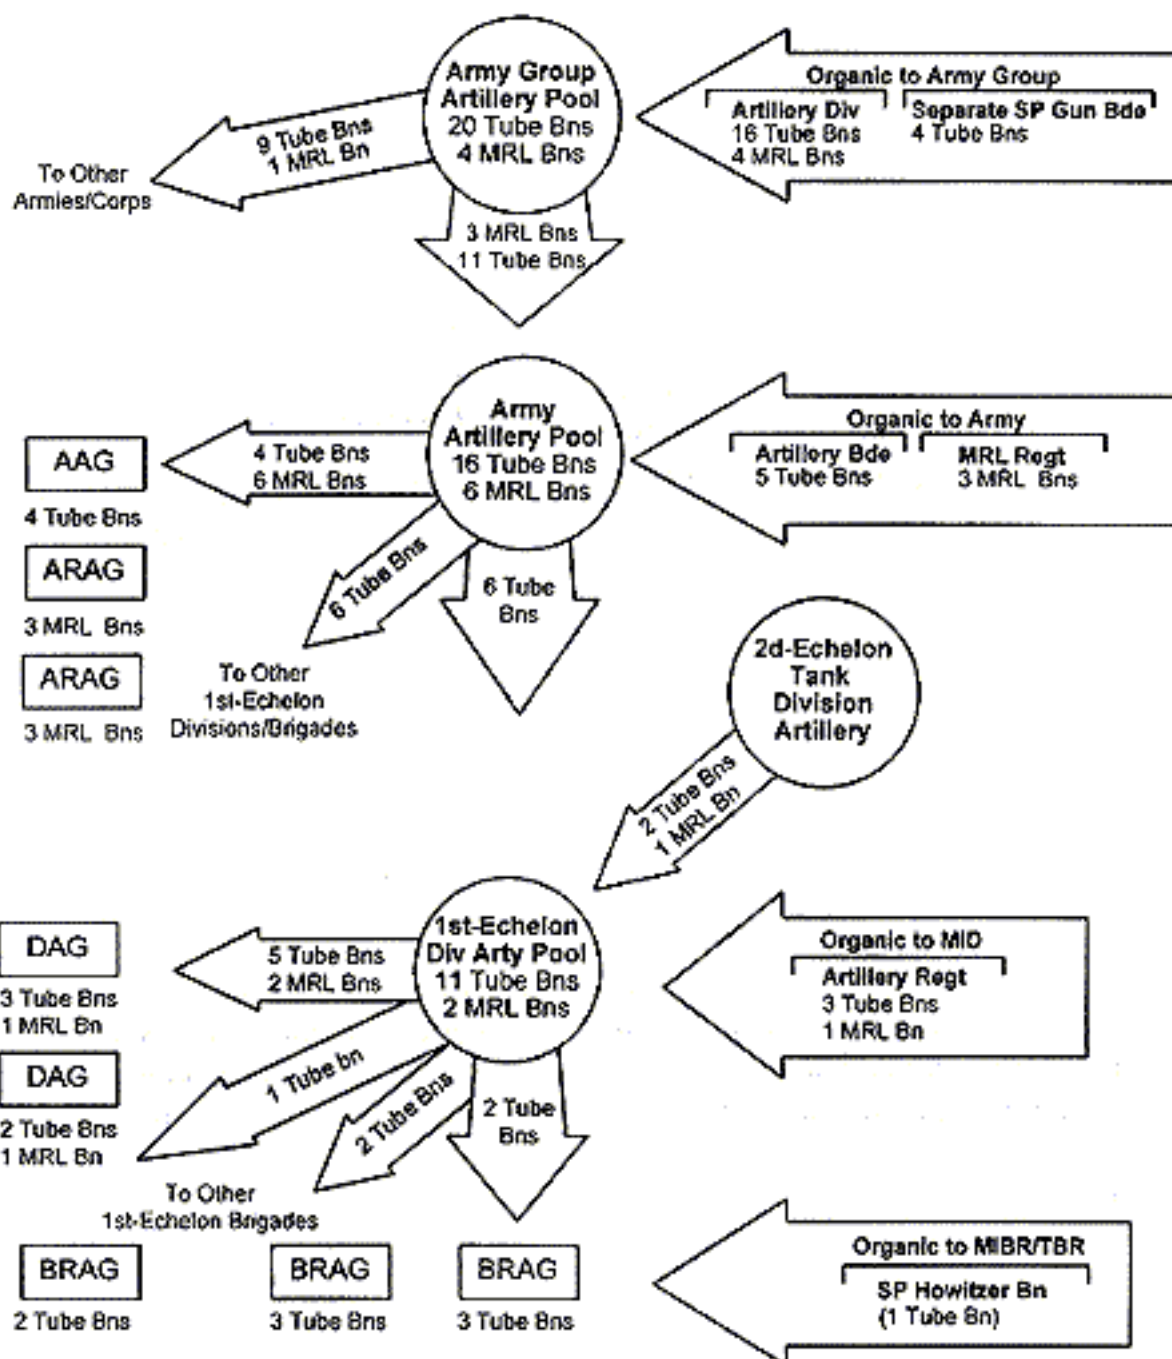 Army Group
Artillery Pool
20 Tube Bns
4 MRL Bns
Organic to Army Group
Artillery Div
16 Tube Bns
4 MRL Bns
Separate SP Gun Bde
4 Tube Bns
9 Tube Bns
1 MRL Bn
To Other
Armies/Corps
3 MRL Bns
11 Tube Bns
Army
Artillery Pool
16 Tube Bns
6 MRL Bns
Organic to Army
Artillery Bde
5 Tube Bns
MRL Regt
3 MRL Bns
4 Tube Bns
6 MRL Bns
AAG
4 Tube Bns
ARAG
3 MRL Bns
ARAG
3 MRL Bns
6 Tube Bns
To Other
1st-Echelon
Divisions/Brigades
6 Tube
Bns
2d-Echelon
Tank
Division
Artillery
2 Tube Bns
1 MRL Bn
1st-Echelon
Div Arty Pool
11 Tube Bns
2 MRL Bns
Organic to MID
Artillery Regt
3 Tube Bns
1 MRL Bn
5 Tube Bns
2 MRL Bns
DAG
3 Tube Bns
1 MRL Bn
DAG
2 Tube Bns
1 MRL Bn
1 Tube bn
2 Tube Bns
2 Tube
Bns
To Other
1st-Echelon Brigades
BRAG
2 Tube Bns
BRAG
3 Tube Bns
BRAG
3 Tube Bns
Organic to MIBR/TBR
SP Howitzer Bn
(1 Tube Bn)